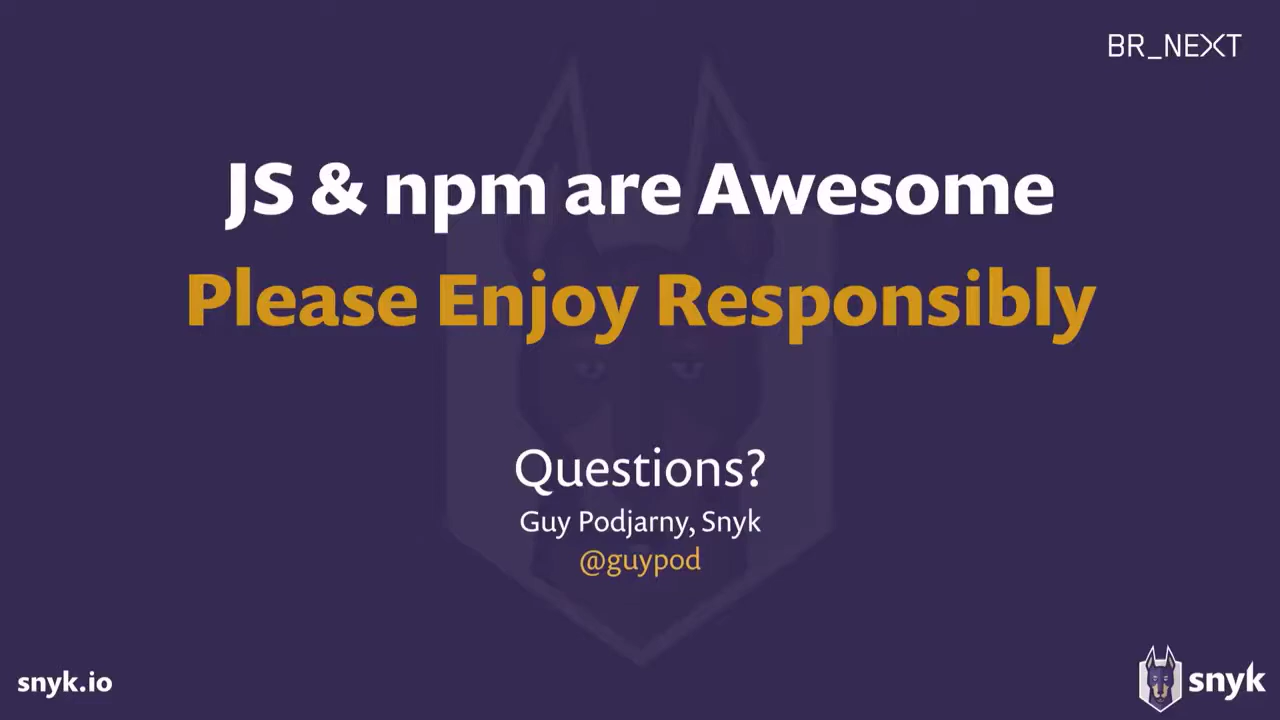 BR_NEXT
JS & npm are Awesome
Please Enjoy Responsibly
Questions?
Guy Podjarny, Snyk
@guypod
snyk.io
snyk